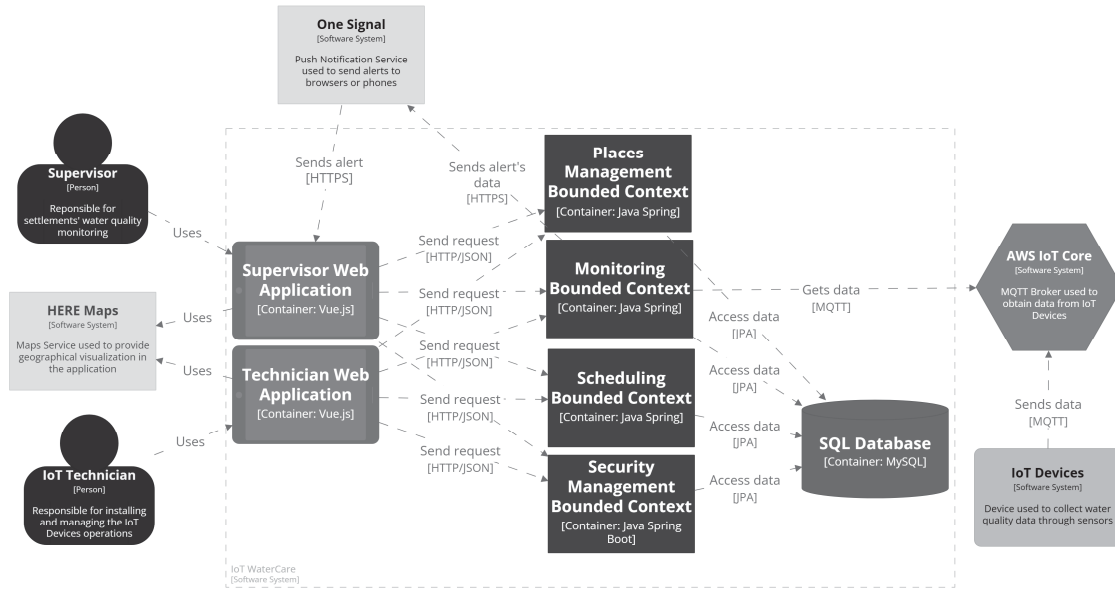 One Signal
[Software System]
Push Notification Service
used to send alerts to
browsers or phones
Supervisor
[Person]
Reponsible for
settlements' water quality
monitoring
Uses
Sends alert
[HTTPS]
Sends alert's
data
[HTTPS]
Places
Management
Bounded Context
[Container: Java Spring]
Supervisor Web
Application
[Container: Vue.js]
Send request
[HTTP/JSON]
Monitoring
Bounded Context
[Container: Java Spring]
Gets data
[MQTT]
AWS IoT Core
[Software System]
MQTT Broker used to
obtain data from IoT
Devices
HERE Maps
[Software System]
Maps Service used to provide
geographical visualization in
the application
Uses
Uses
Send request
[HTTP/JSON]
Access data
[JPA]
Technician Web
Application
[Container: Vue.js]
Send request
[HTTP/JSON]
Scheduling
Bounded Context
[Container: Java Spring]
Access data
[JPA]
Send request
[HTTP/JSON]
Access data
[JPA]
SQL Database
[Container: MySQL]
Sends data
[MQTT]
Uses
IoT Technician
[Person]
Responsible for installing
and managing the IoT
Devices operations
Send request
[HTTP/JSON]
Security
Management
Bounded Context
[Container: Java Spring
Boot]
Access data
[JPA]
IoT Devices
[Software System]
Device used to collect water
quality data through sensors
IoT WaterCare
[Software System]